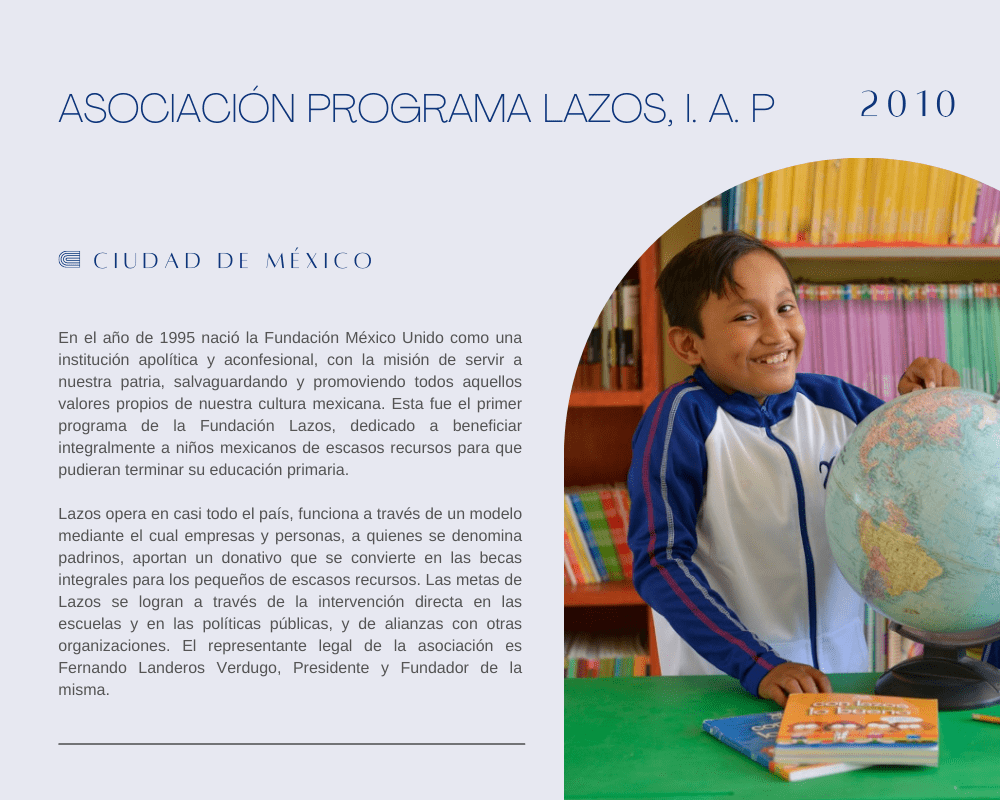 ASOCIACIÓN PROGRAMA LAZOS, I. A. P
2010
CIUDAD DE MÉXICO
En el año de 1995 nació la Fundación México Unido como una
institución apolítica y aconfesional, con la misión de servir a
nuestra patria, salvaguardando y promoviendo todos aquellos
valores propios de nuestra cultura mexicana. Esta fue el primer
programa de la Fundación Lazos, dedicado a beneficiar
integralmente a niños mexicanos de escasos recursos para que
pudieran terminar su educación primaria.
Lazos opera en casi todo el país, funciona a través de un modelo
mediante el cual empresas y personas, a quienes se denomina
padrinos, aportan un donativo que se convierte en las becas
integrales para los pequeños de escasos recursos. Las metas de
Lazos se logran a través de la intervención directa en las
escuelas y en las políticas públicas, y de alianzas con otras
organizaciones. El representante legal de la asociación es
Fernando Landeros Verdugo, Presidente y Fundador de la
misma.
con lazos
lo bueno